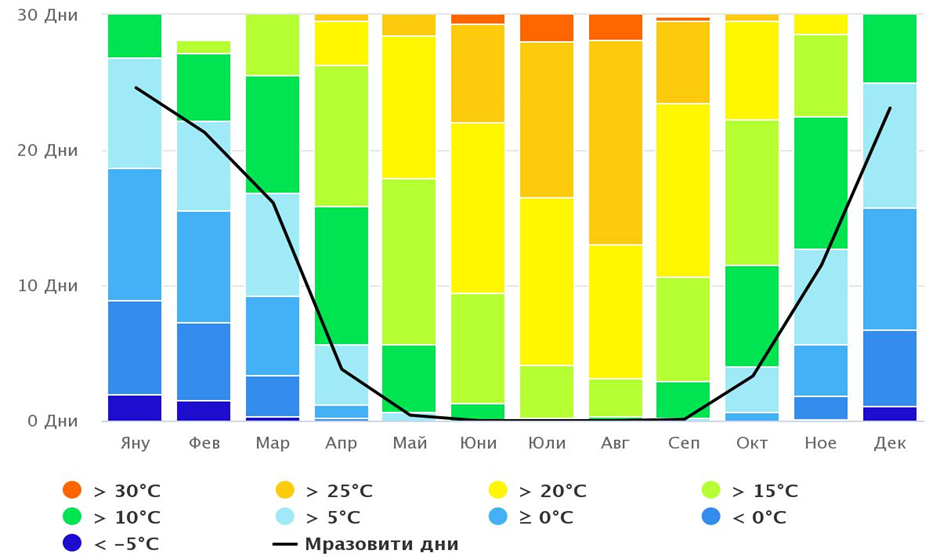 30 Дни
20 Дни
10 Дни
0 Дни
Яну Фев Мар Апр Май Юни Юли Авг Сеп Окт Ное Дек
> 30°C > 25°C > 20°C > 15°C
> 10°C > 5°C ≥ 0°C < 0°C
< −5°C Мразовити дни